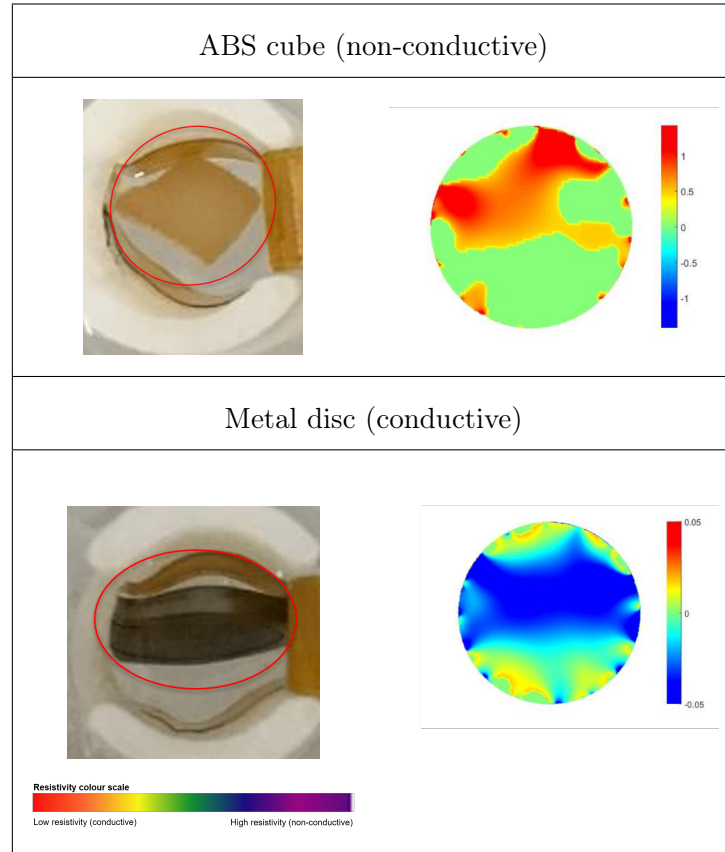 ABS cube (non-conductive)
1
0.5
0
-0.5
-1
Metal disc (conductive)
0.05
0
-0.05
Resistivity colour scale
Low resistivity (conductive) High resistivity (non-conductive)